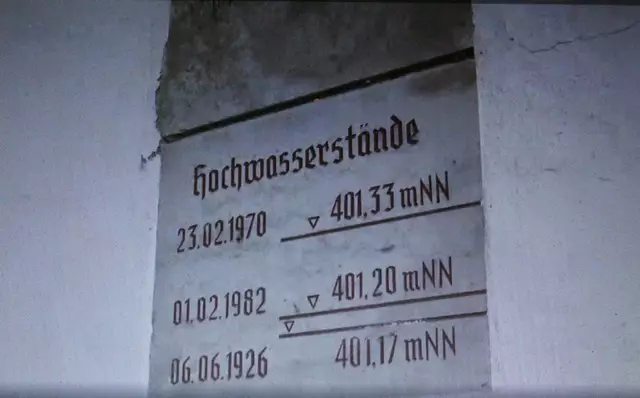 Hochwasserstände
23.02.1970 ▽ 401,33 mNN
01.02.1982 ▽ 401,20 mNN
06.06.1926 ▽ 401,17 mNN